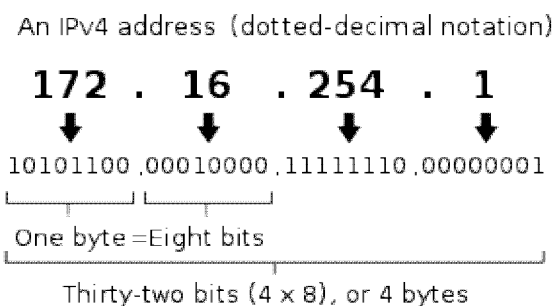 An IPv4 address (dotted-decimal notation)
172 . 16 . 254 . 1
10101100.00010000.11111110.00000001
One byte=Eight bits
Thirty-two bits (4 x 8), or 4 bytes